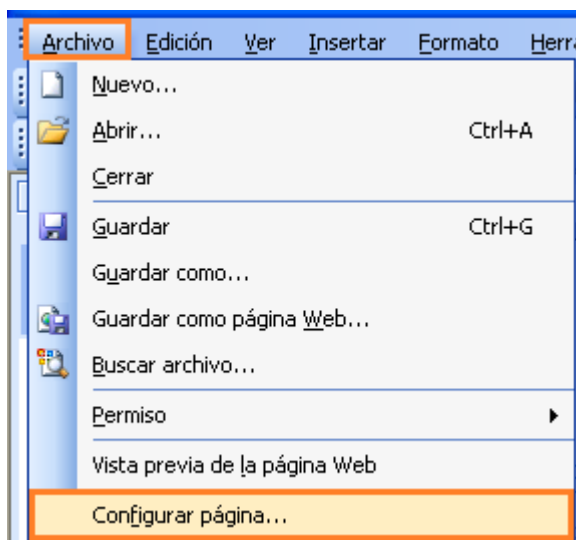 Archivo Edición Ver Insertar Formato
Nuevo...
Abrir... Ctrl+A
Cerrar
Guardar Ctrl+G
Guardar como...
Guardar como página Web...
Buscar archivo...
Permiso
Vista previa de la página Web
Configurar página...